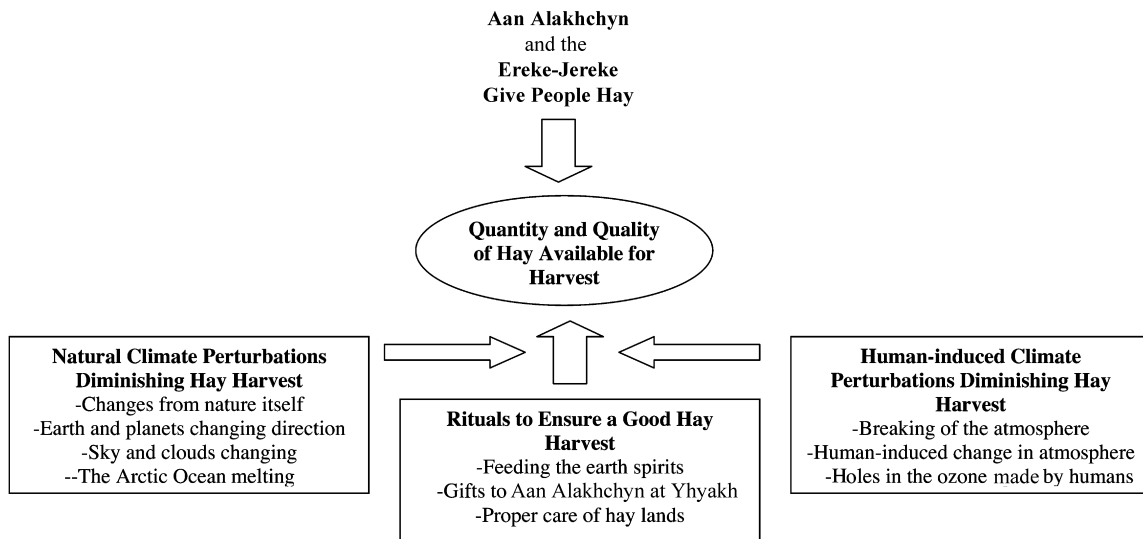 Aan Alakhchyn
and the
Ereke-Jereke
Give People Hay
Quantity and Quality
of Hay Available for
Harvest
Natural Climate Perturbations
Diminishing Hay Harvest
-Changes from nature itself
-Earth and planets changing direction
-Sky and clouds changing
--The Arctic Ocean melting
Rituals to Ensure a Good Hay
Harvest
-Feeding the earth spirits
-Gifts to Aan Alakhchyn at Yhyakh
-Proper care of hay lands
Human-induced Climate
Perturbations Diminishing Hay
Harvest
-Breaking of the atmosphere
-Human-induced change in atmosphere
-Holes in the ozone made by humans